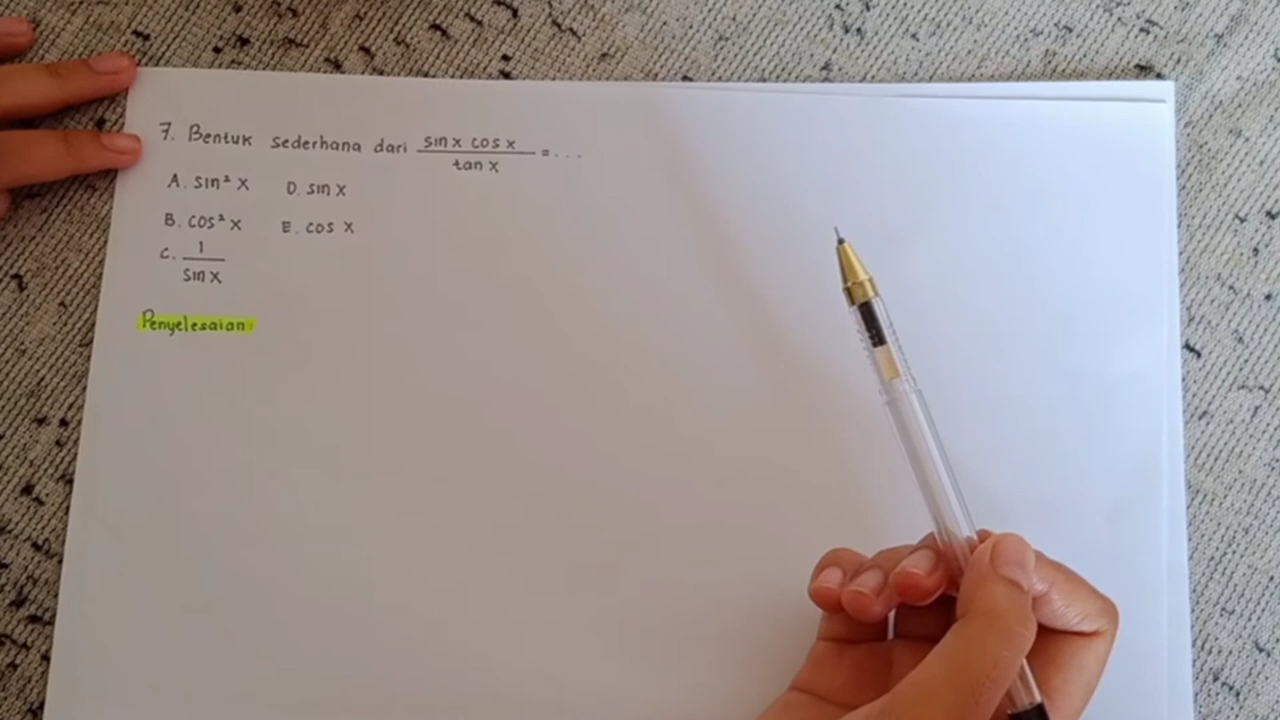 7. Bentuk sederhana dari sin x cos x / tan x = ...
A. sin² x D. sin x
B. cos² x E. cos x
C. 1 / sin x
Penyelesaian: